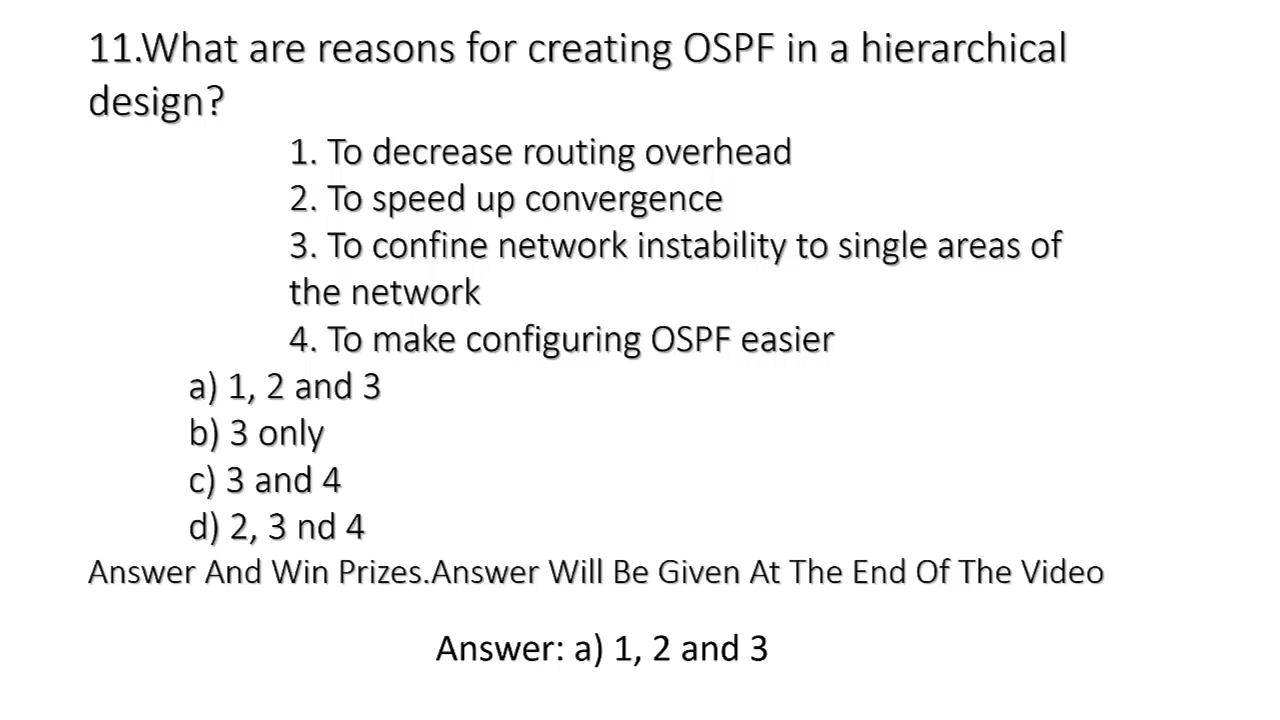 11.What are reasons for creating OSPF in a hierarchical
design?
1. To decrease routing overhead
2. To speed up convergence
3. To confine network instability to single areas of
the network
4. To make configuring OSPF easier
a) 1, 2 and 3
b) 3 only
c) 3 and 4
d) 2, 3 nd 4
Answer And Win Prizes.Answer Will Be Given At The End Of The Video
Answer: a) 1, 2 and 3